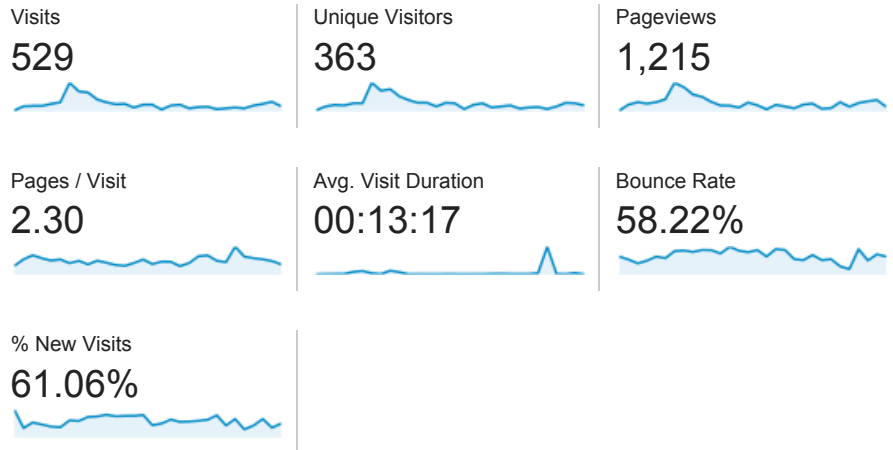 Visits
529
Unique Visitors
363
Pageviews
1,215
Pages / Visit
2.30
Avg. Visit Duration
00:13:17
Bounce Rate
58.22%
% New Visits
61.06%